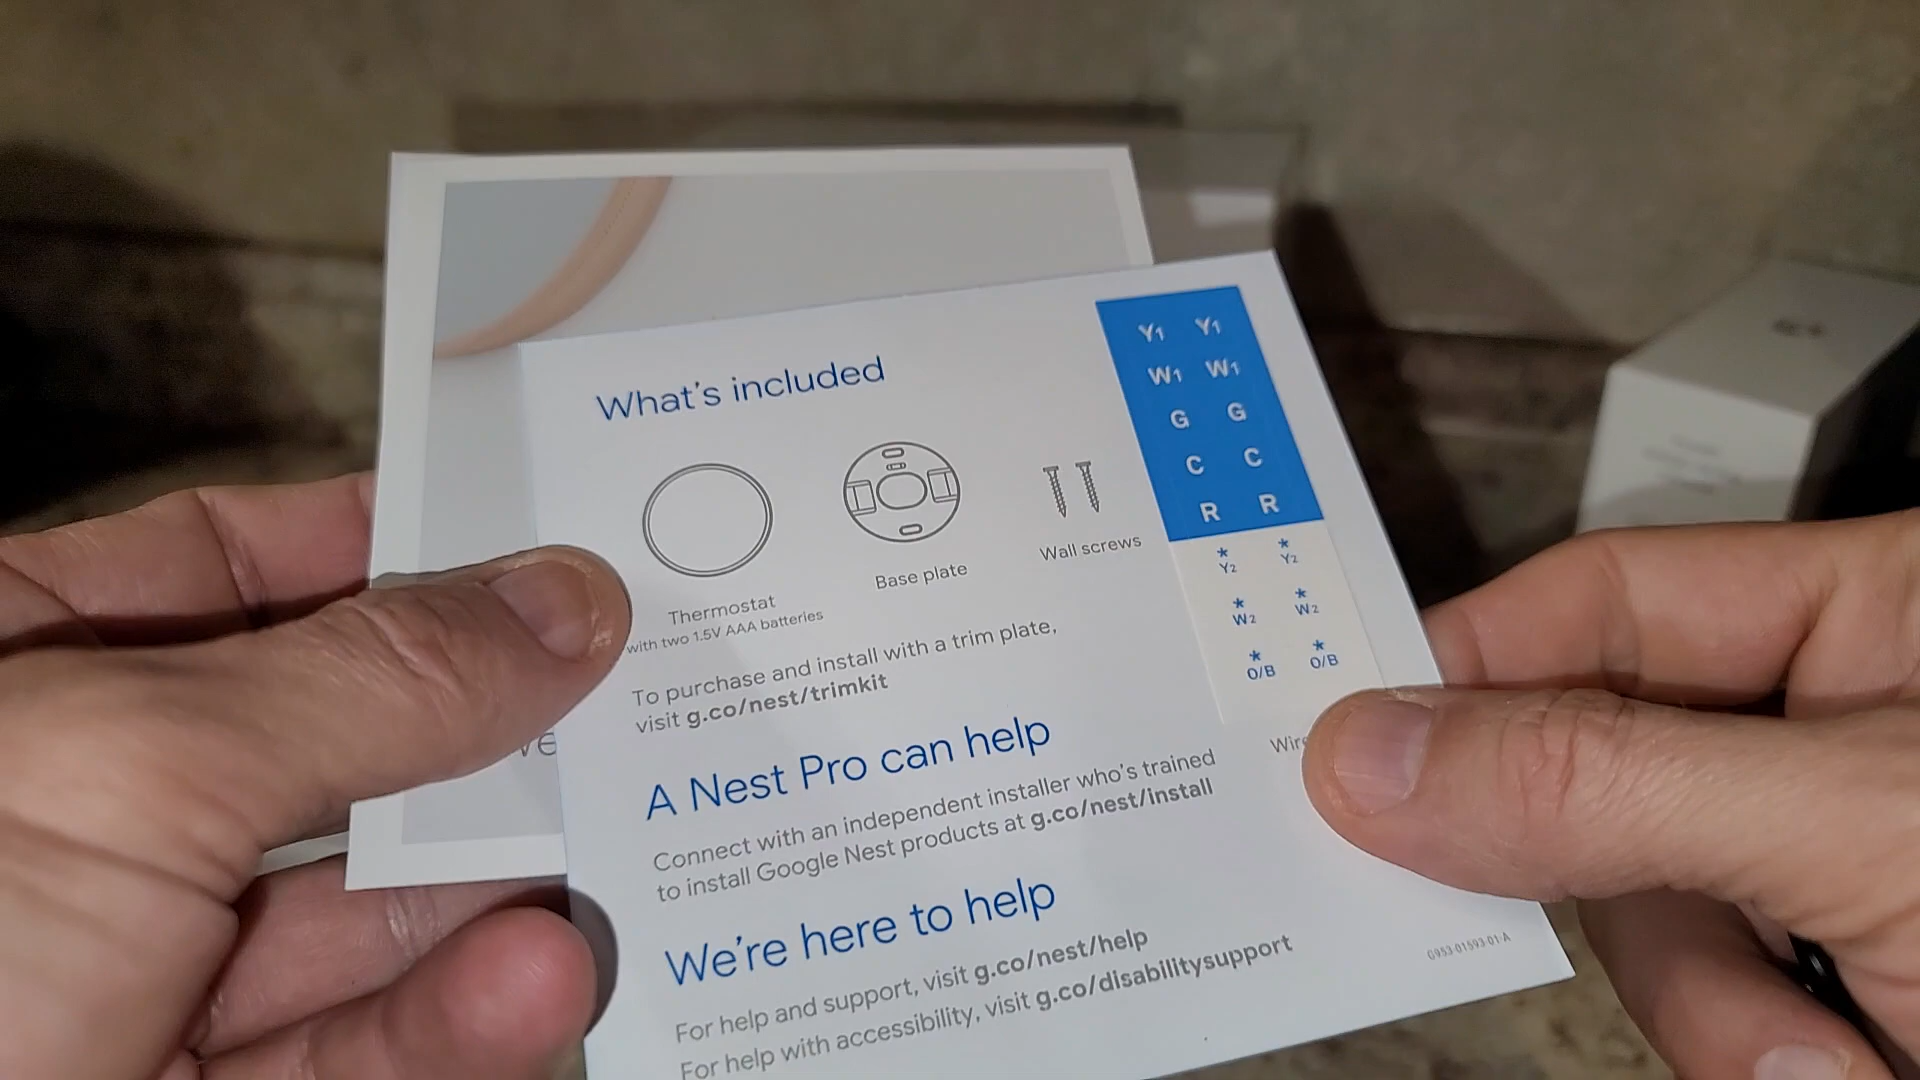 What's included
Y1 Y1
W1 W1
G G
C C
R R
* *
Y2 Y2
* *
W2 W2
* *
O/B O/B
Thermostat
with two 1.5V AAA batteries
Base plate
Wall screws
To purchase and install with a trim plate,
visit g.co/nest/trimkit
A Nest Pro can help
Connect with an independent installer who's trained
to install Google Nest products at g.co/nest/install
We're here to help
For help and support, visit g.co/nest/help
For help with accessibility, visit g.co/disabilitysupport
G953-01593-01-A